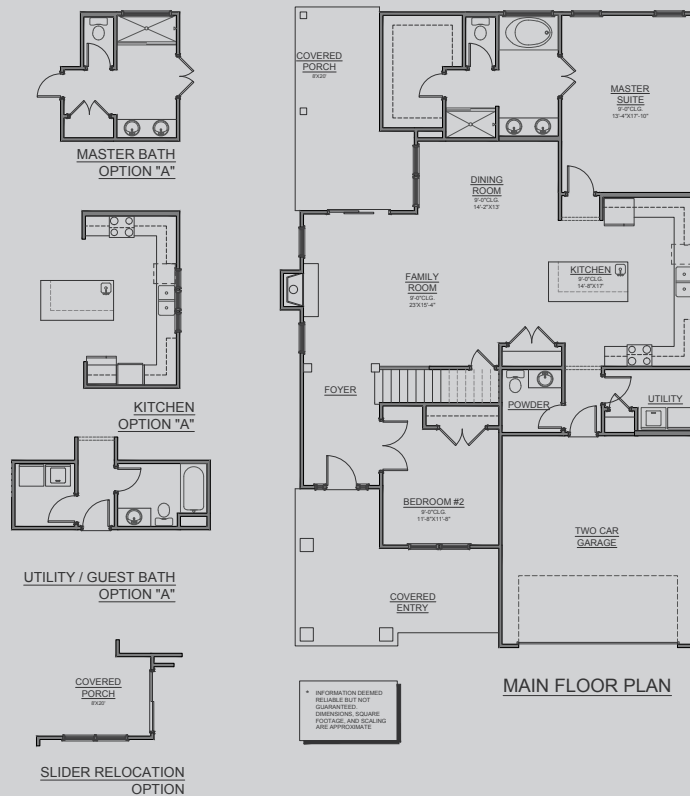 MASTER BATH
OPTION "A"
KITCHEN
OPTION "A"
UTILITY / GUEST BATH
OPTION "A"
COVERED
PORCH
8'X20'
SLIDER RELOCATION
OPTION
COVERED
PORCH
8'X20'
MASTER
SUITE
9'-0"CLG.
13'-4"X17'-10"
DINING
ROOM
9'-0"CLG.
14'-2"X13'
FAMILY
ROOM
9'-0"CLG.
23'X15'-4"
KITCHEN
9'-0"CLG.
14'-8"X17'
FOYER
POWDER
UTILITY
BEDROOM #2
9'-0"CLG.
11'-8"X11'-8"
TWO CAR
GARAGE
COVERED
ENTRY
* INFORMATION DEEMED
RELIABLE BUT NOT
GUARANTEED.
DIMENSIONS, SQUARE
FOOTAGE, AND SCALING
ARE APPROXIMATE
MAIN FLOOR PLAN